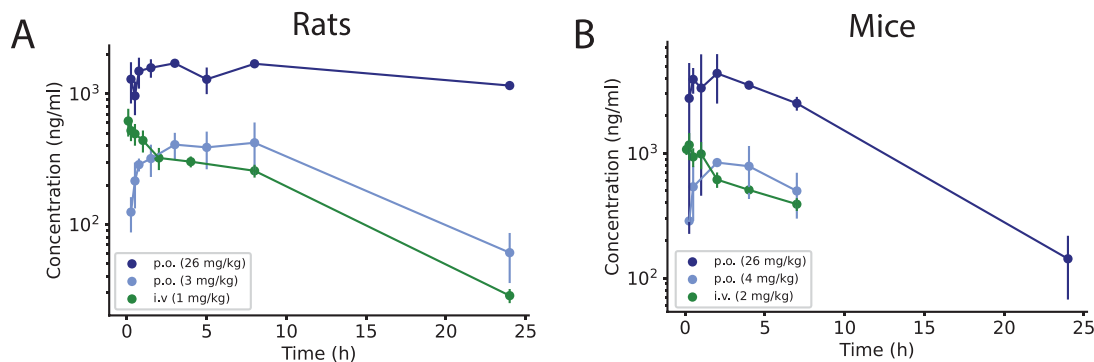 A
Rats
Concentration (ng/ml)
10³
10²
p.o. (26 mg/kg)
p.o. (3 mg/kg)
i.v (1 mg/kg)
0 5 10 15 20 25
Time (h)
B
Mice
Concentration (ng/ml)
10³
10²
p.o. (26 mg/kg)
p.o. (4 mg/kg)
i.v. (2 mg/kg)
0 5 10 15 20 25
Time (h)